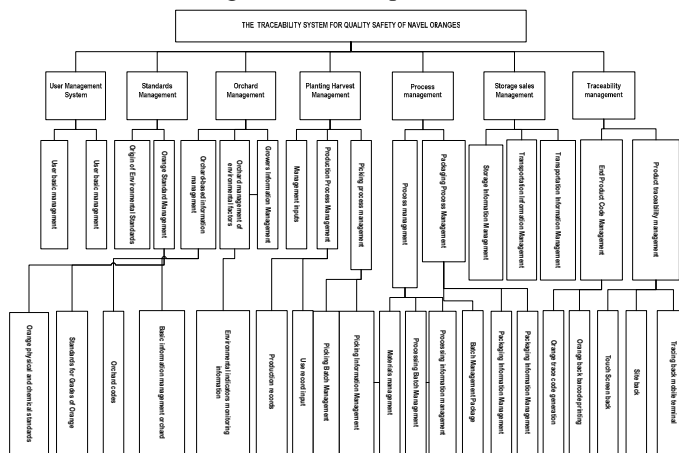 THE TRACEABILITY SYSTEM FOR QUALITY SAFETY OF NAVEL ORANGES
User Management
System
Standards
Management
Orchard
Management
Planting Harvest
Management
Process
management
Storage sales
Management
Traceability
management
User basic management
User basic management
Origin of Environmental Standards
Orange Standard Management
Orchard-based information
management
Orchard management of
environmental factors
Growers Information Management
Management inputs
Production Process Management
Picking process management
Process management
Packaging Process Management
Storage Information Management
Transportation Information Management
Transportation Information Management
End Product Code Management
Product traceability management
Orange physical and chemical standards
Standards for Grades of Orange
Orchard codes
Basic information management orchard
Environmental indicators monitoring
information
Production records
Use record input
Picking Batch Management
Picking Information Management
Materials management
Processing Batch Management
Processing information management
Batch Management Package
Packaging Information Management
Packaging Information Management
Orange trace code generation
Orange back barcode printing
Touch Screen back
Site back
Tracing back mobile terminal